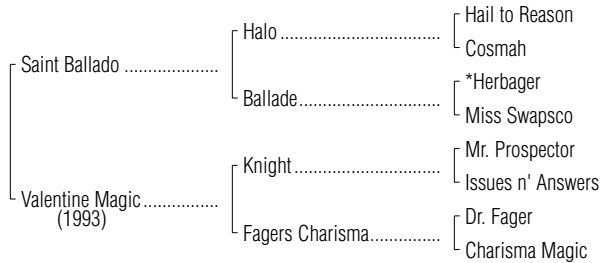 Hail to Reason
Halo ............................
Cosmah
Saint Ballado ....................
*Herbager
Ballade..............................
Miss Swapsco
Mr. Prospector
Knight ...............................
Issues n' Answers
Valentine Magic ................
(1993)
Dr. Fager
Fagers Charisma...............
Charisma Magic